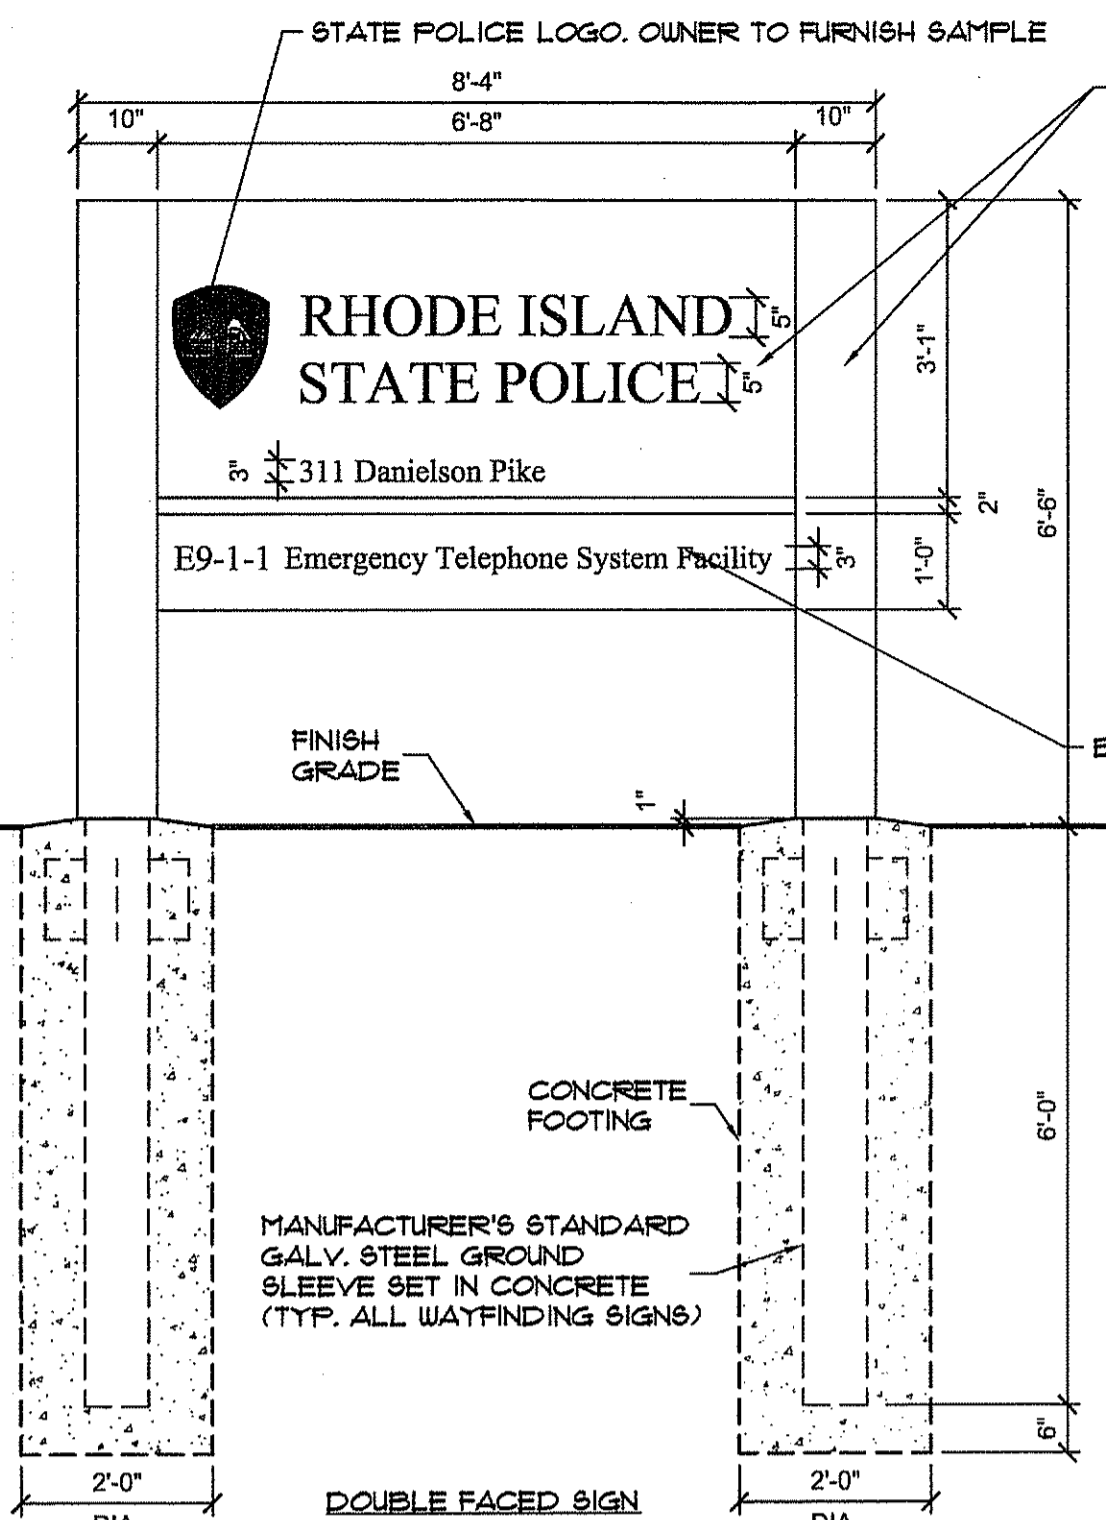 STATE POLICE LOGO. OWNER TO FURNISH SAMPLE
8'-4"
10"
6'-8"
10"
RHODE ISLAND
5"
STATE POLICE
5"
3'-1"
3"
311 Danielson Pike
2"
6'-6"
E9-1-1 Emergency Telephone System Facility
3"
1'-0"
FINISH
GRADE
1"
CONCRETE
FOOTING
6'-0"
MANUFACTURER'S STANDARD
GALV. STEEL GROUND
SLEEVE SET IN CONCRETE
(TYP. ALL WAYFINDING SIGNS)
6"
2'-0"
DIA
2'-0"
DIA
DOUBLE FACED SIGN